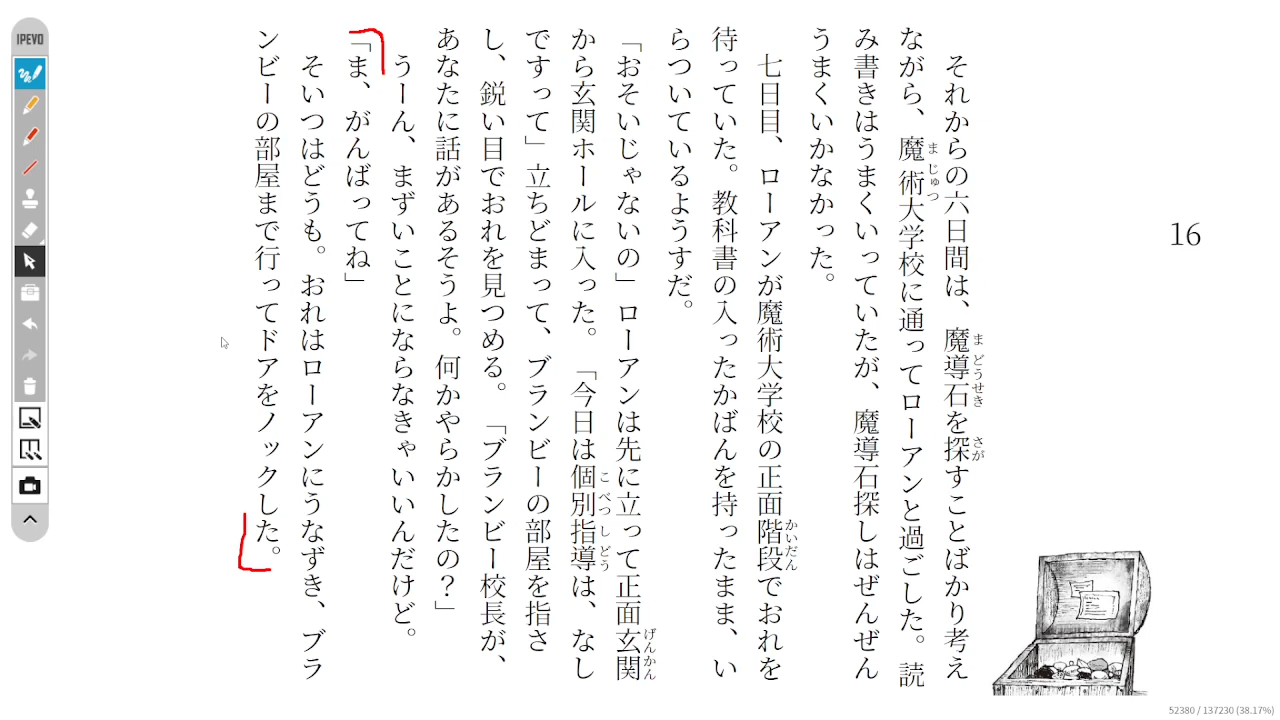 IPEVO
16
それからの六日間は、魔導石を探すことばかり考え
ながら、魔術大学校に通ってローアンと過ごした。読
み書きはうまくいっていたが、魔導石探しはぜんぜん
うまくいかなかった。
七日目、ローアンが魔術大学校の正面階段でおれを
待っていた。教科書の入ったかばんを持ったまま、い
らついているようすだ。
「おそいじゃないの」ローアンは先に立って正面玄関
から玄関ホールに入った。「今日は個別指導は、なし
ですって」立ちどまって、ブランビーの部屋を指さ
し、鋭い目でおれを見つめる。「ブランビー校長が、
あなたに話があるそうよ。何かやらかしたの？」
うーん、まずいことにならなきゃいいんだけど。
「ま、がんばってね」
そいつはどうも。おれはローアンにうなずき、ブラ
ンビーの部屋まで行ってドアをノックした。
52380 / 137230 (38.17%)